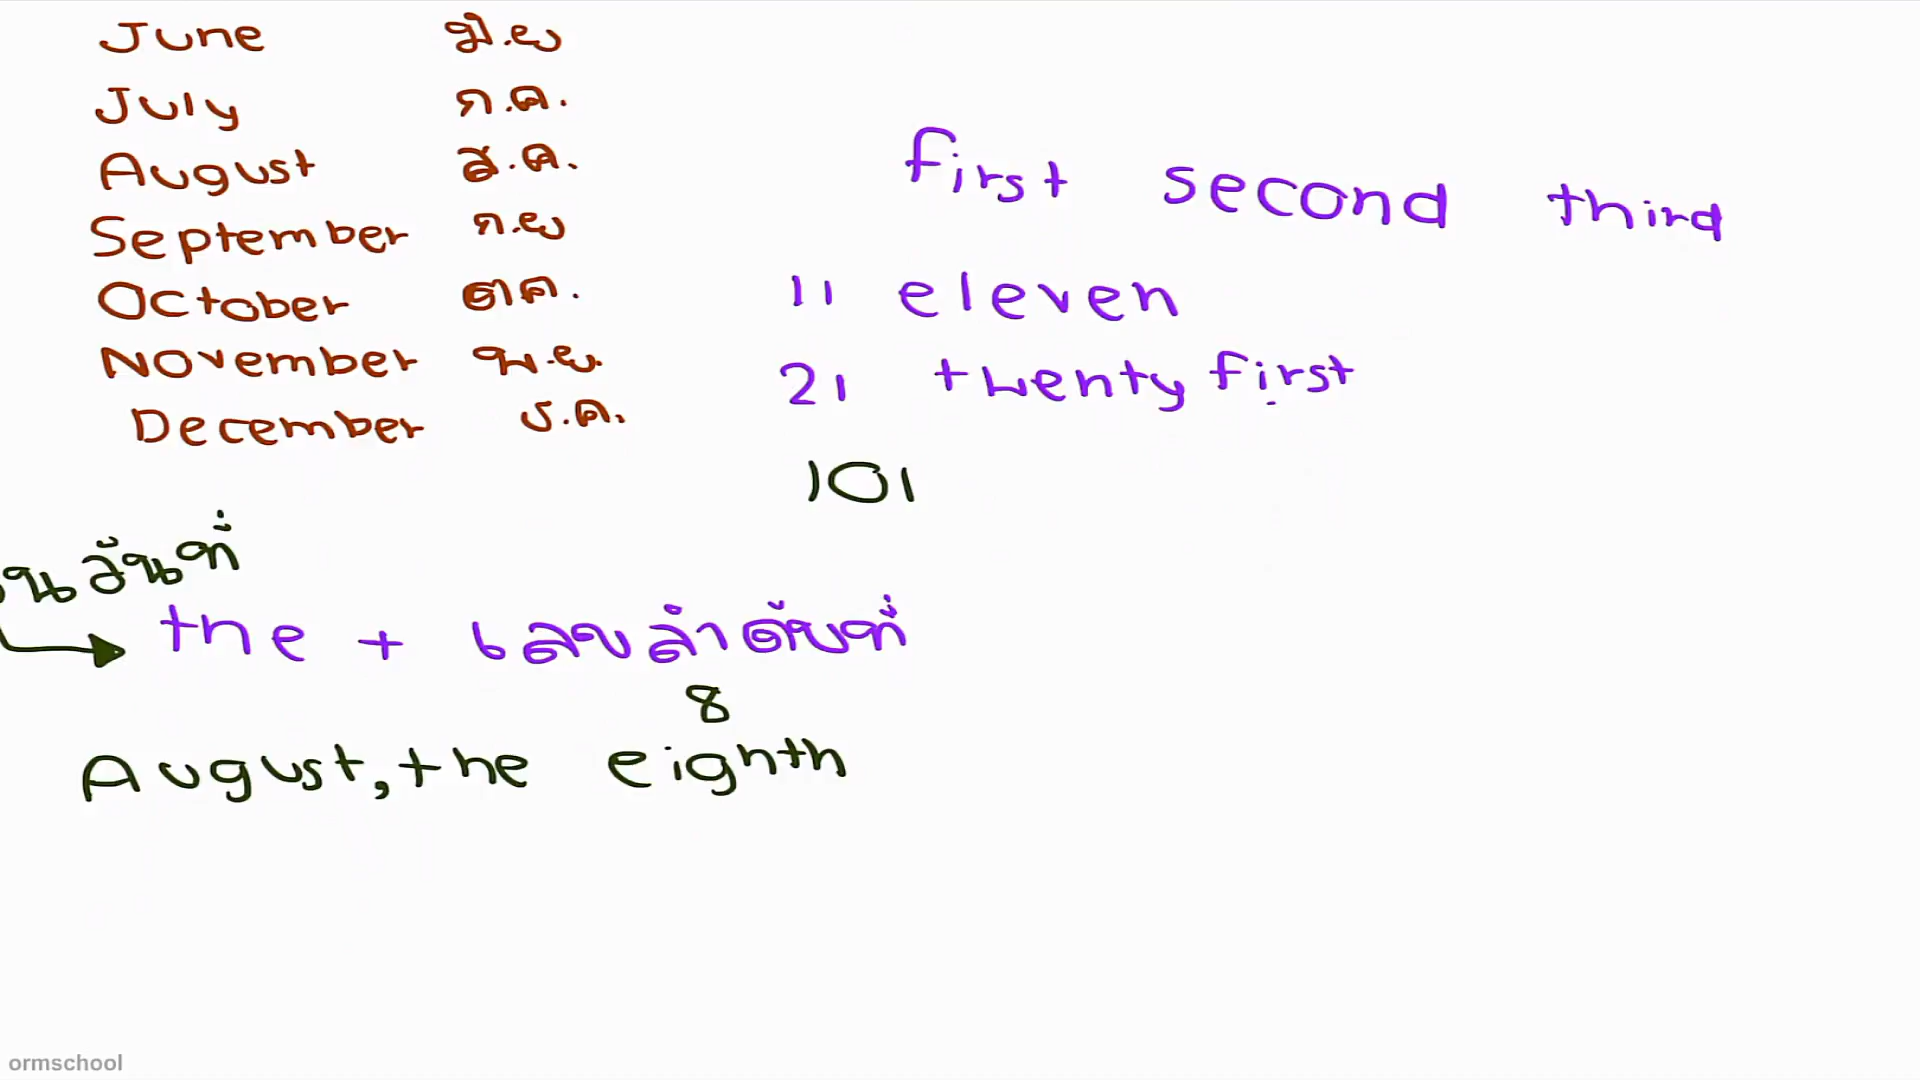 June มิ.ย
July ก.ค.
August ส.ค.
September ก.ย
October ตค.
November พ.ย.
December ธ.ค.
first second third
11 eleven
21 twenty first
101
วันที่
the + เลขลำดับที่
8
August, the eighth
ormschool